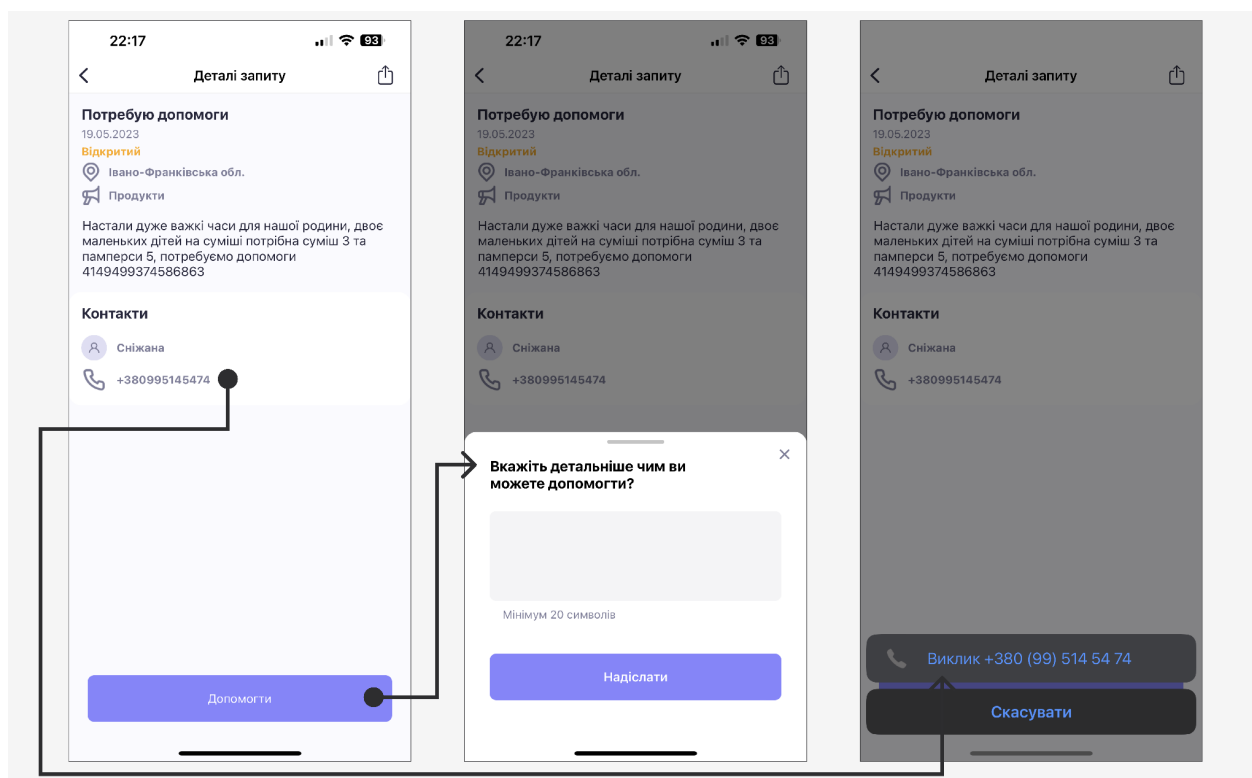 22:17
93
Деталі запиту
Потребую допомоги
19.05.2023
Відкритий
Івано-Франківська обл.
Продукти
Настали дуже важкі часи для нашої родини, двоє
маленьких дітей на суміші потрібна суміш 3 та
памперси 5, потребуємо допомоги
4149499374586863
Контакти
Сніжана
+380995145474
Допомогти
22:17
93
Деталі запиту
Потребую допомоги
19.05.2023
Відкритий
Івано-Франківська обл.
Продукти
Настали дуже важкі часи для нашої родини, двоє
маленьких дітей на суміші потрібна суміш 3 та
памперси 5, потребуємо допомоги
4149499374586863
Контакти
Сніжана
+380995145474
Вкажіть детальніше чим ви
можете допомогти?
Мінімум 20 символів
Надіслати
Деталі запиту
Потребую допомоги
19.05.2023
Відкритий
Івано-Франківська обл.
Продукти
Настали дуже важкі часи для нашої родини, двоє
маленьких дітей на суміші потрібна суміш 3 та
памперси 5, потребуємо допомоги
4149499374586863
Контакти
Сніжана
+380995145474
Виклик +380 (99) 514 54 74
Скасувати